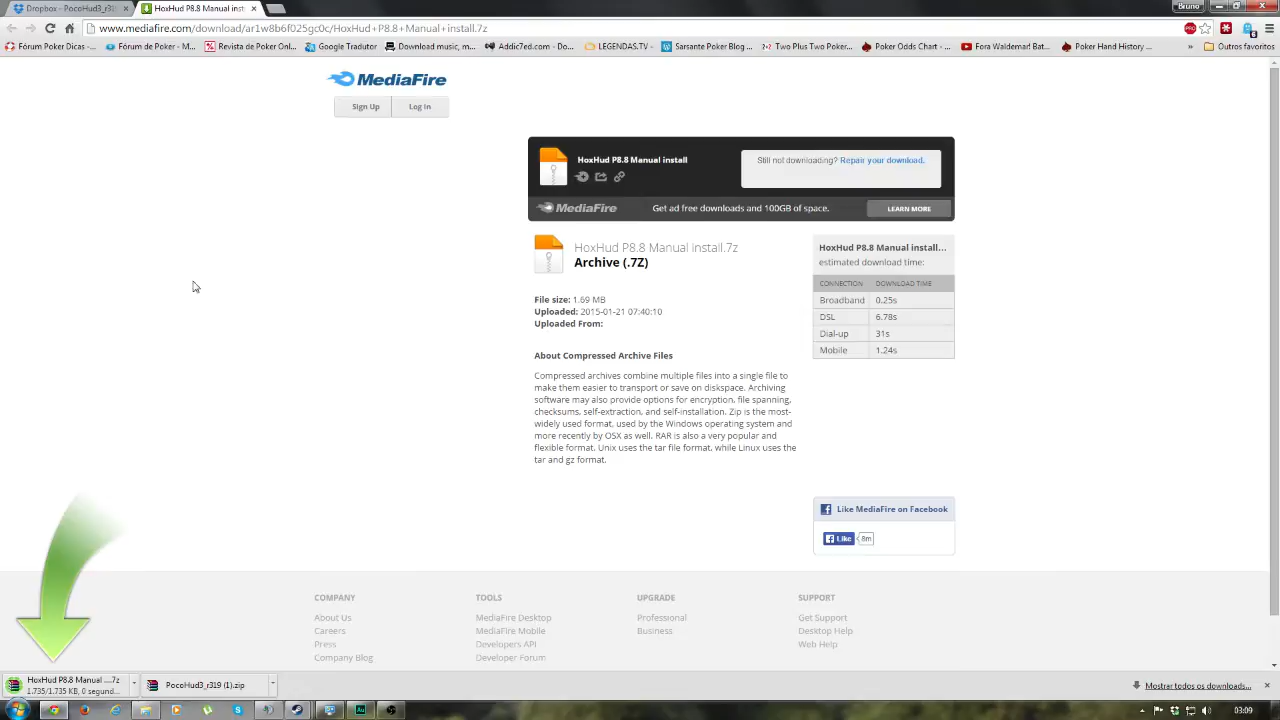 Dropbox - PocoHud3_r319
HoxHud P8.8 Manual inst
Bruno
www.mediafire.com/download/ar1w8b6f025gc0c/HoxHud+P8.8+Manual+install.7z
Fórum Poker Dicas -
Fórum de Poker - M
Revista de Poker Onl
Google Tradutor
Download music, m
Addic7ed.com -
LEGENDAS.TV -
Sarsante Poker Blog
Two Plus Two Poker
Poker Odds Chart -
Fora Waldemar! Bat
Poker Hand History
»
Outros favoritos
MediaFire
Sign Up
Log In
HoxHud P8.8 Manual install
Still not downloading? Repair your download.
MediaFire
Get ad free downloads and 100GB of space.
LEARN MORE
HoxHud P8.8 Manual install.7z
Archive (.7Z)
File size: 1.69 MB
Uploaded: 2015-01-21 07:40:10
Uploaded From:
About Compressed Archive Files
Compressed archives combine multiple files into a single file to
make them easier to transport or save on diskspace. Archiving
software may also provide options for encryption, file spanning,
checksums, self-extraction, and self-installation. Zip is the most-
widely used format, used by the Windows operating system and
more recently by OSX as well. RAR is also a very popular and
flexible format. Unix uses the tar file format, while Linux uses the
tar and gz format.
HoxHud P8.8 Manual install...
estimated download time:
CONNECTION DOWNLOAD TIME
Broadband 0.25s
DSL 6.78s
Dial-up 31s
Mobile 1.24s
Like MediaFire on Facebook
Like 8m
COMPANY
About Us
Careers
Press
Company Blog
TOOLS
MediaFire Desktop
MediaFire Mobile
Developers API
Developer Forum
UPGRADE
Professional
Business
SUPPORT
Get Support
Desktop Help
Web Help
HoxHud P8.8 Manual ....7z
1.735/1.735 KB, 0 segund...
PocoHud3_r319 (1).zip
Mostrar todos os downloads...
03:09